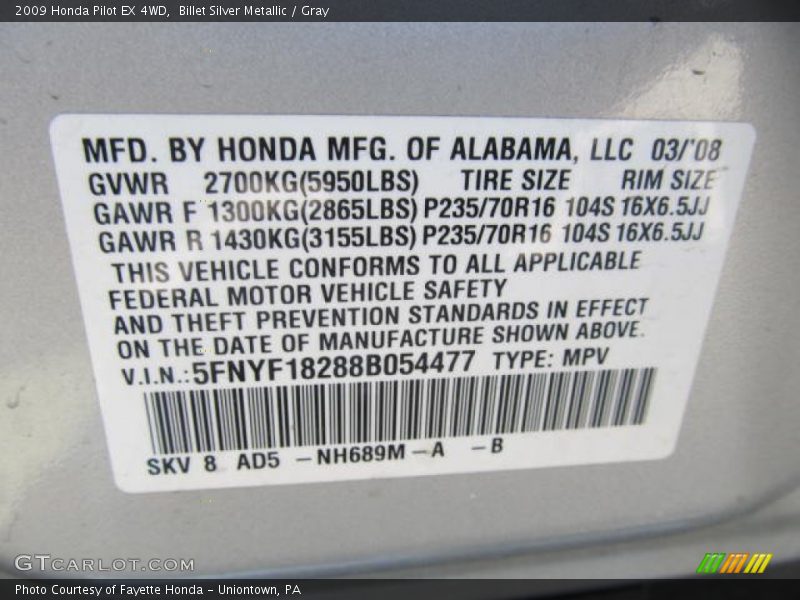 2009 Honda Pilot EX 4WD,  Billet Silver Metallic / Gray
MFD. BY HONDA MFG. OF ALABAMA, LLC 03/'08
GVWR 2700KG(5950LBS) TIRE SIZE RIM SIZE
GAWR F 1300KG(2865LBS) P235/70R16 104S 16X6.5JJ
GAWR R 1430KG(3155LBS) P235/70R16 104S 16X6.5JJ
THIS VEHICLE CONFORMS TO ALL APPLICABLE
FEDERAL MOTOR VEHICLE SAFETY
AND THEFT PREVENTION STANDARDS IN EFFECT
ON THE DATE OF MANUFACTURE SHOWN ABOVE.
V.I.N.:5FNYF18288B054477 TYPE: MPV
SKV 8 AD5 -NH689M-A -B
GTCARLOT.COM
Photo Courtesy of Fayette Honda - Uniontown, PA